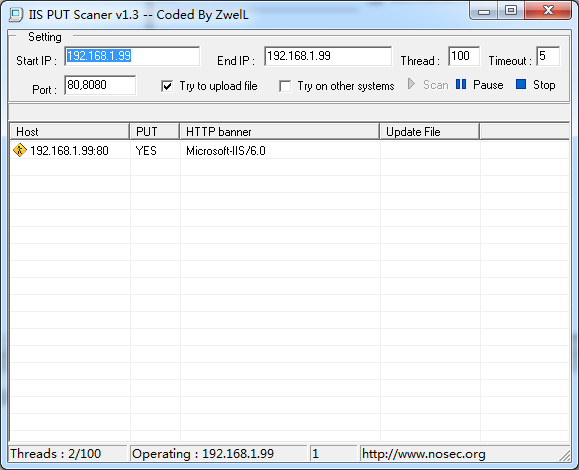 IIS PUT Scaner v1.3 -- Coded By ZwelL
Setting
Start IP : 192.168.1.99 End IP : 192.168.1.99 Thread : 100 Timeout : 5
Port : 80,8080 Try to upload file Try on other systems Scan Pause Stop
Host PUT HTTP banner Update File
192.168.1.99:80 YES Microsoft-IIS/6.0
Threads : 2/100 Operating : 192.168.1.99 1 http://www.nosec.org